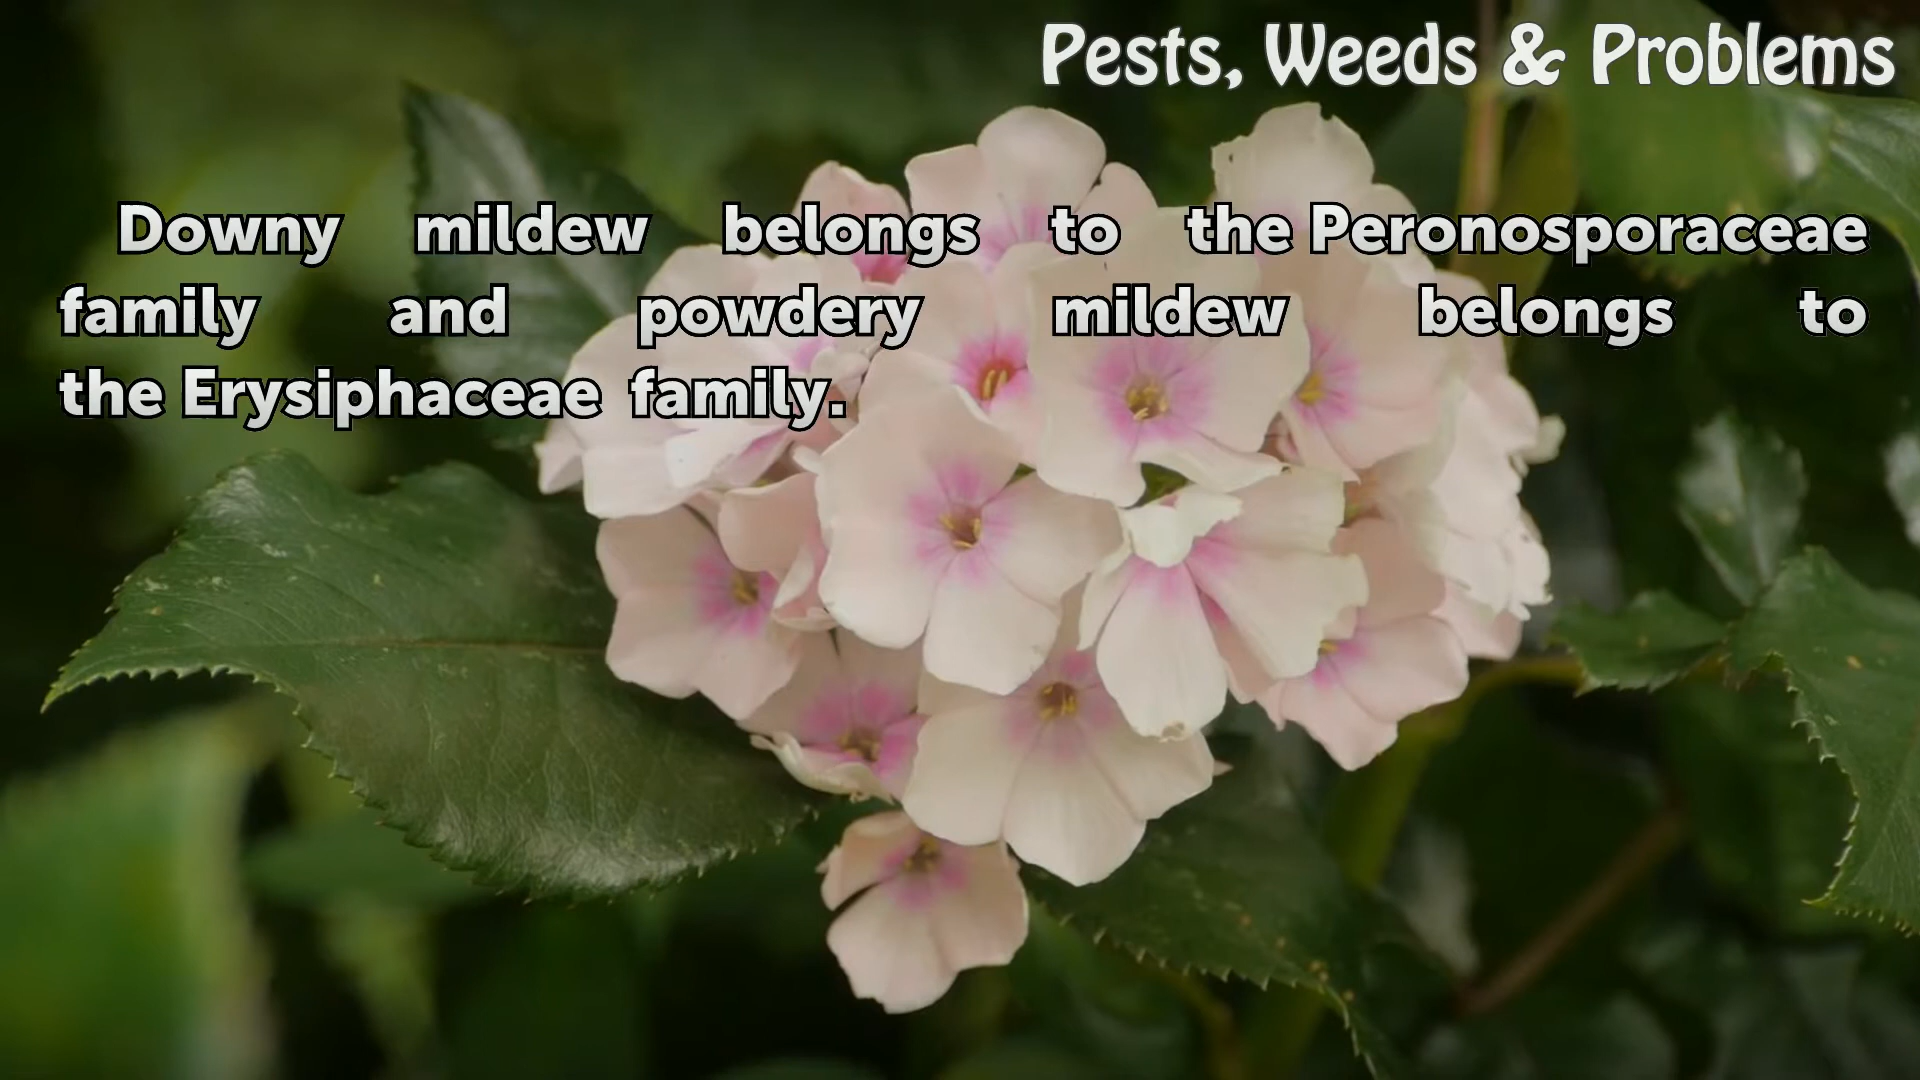 Pests, Weeds & Problems
Downy mildew belongs to the Peronosporaceae
family and powdery mildew belongs to
the Erysiphaceae family.